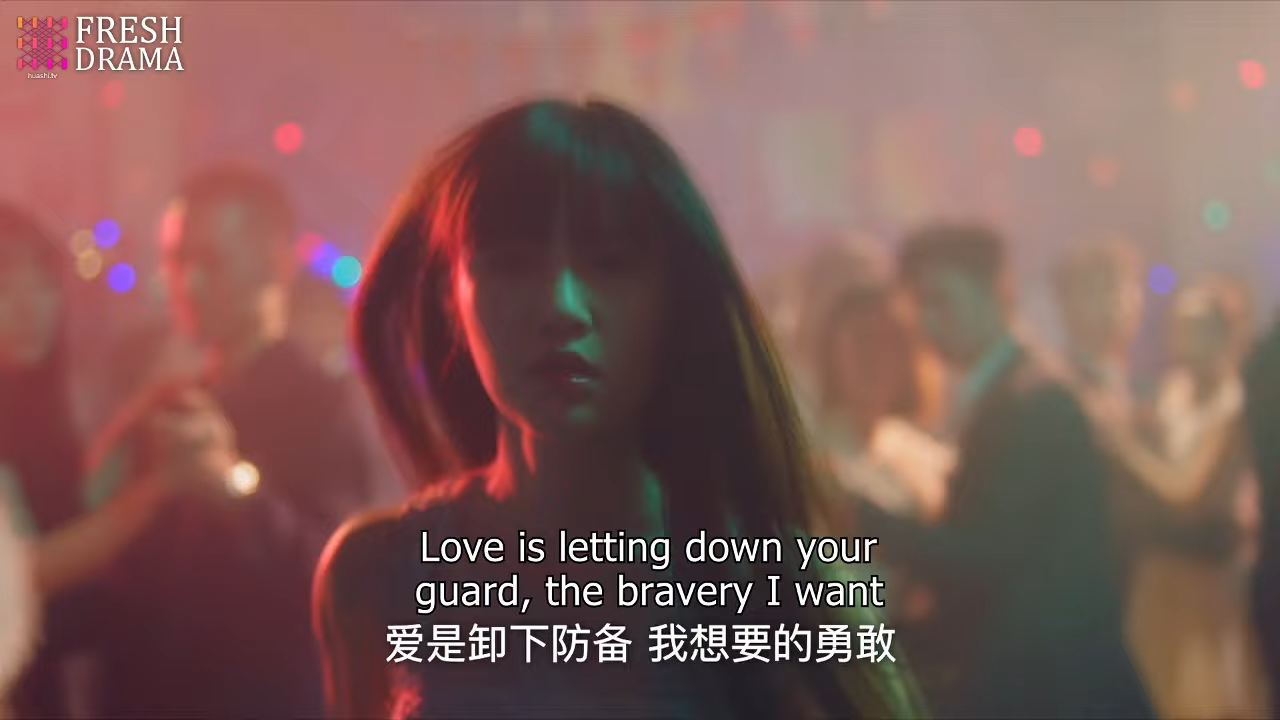 FRESH
DRAMA
huashi.tv
Love is letting down your
guard, the bravery I want
爱是卸下防备 我想要的勇敢